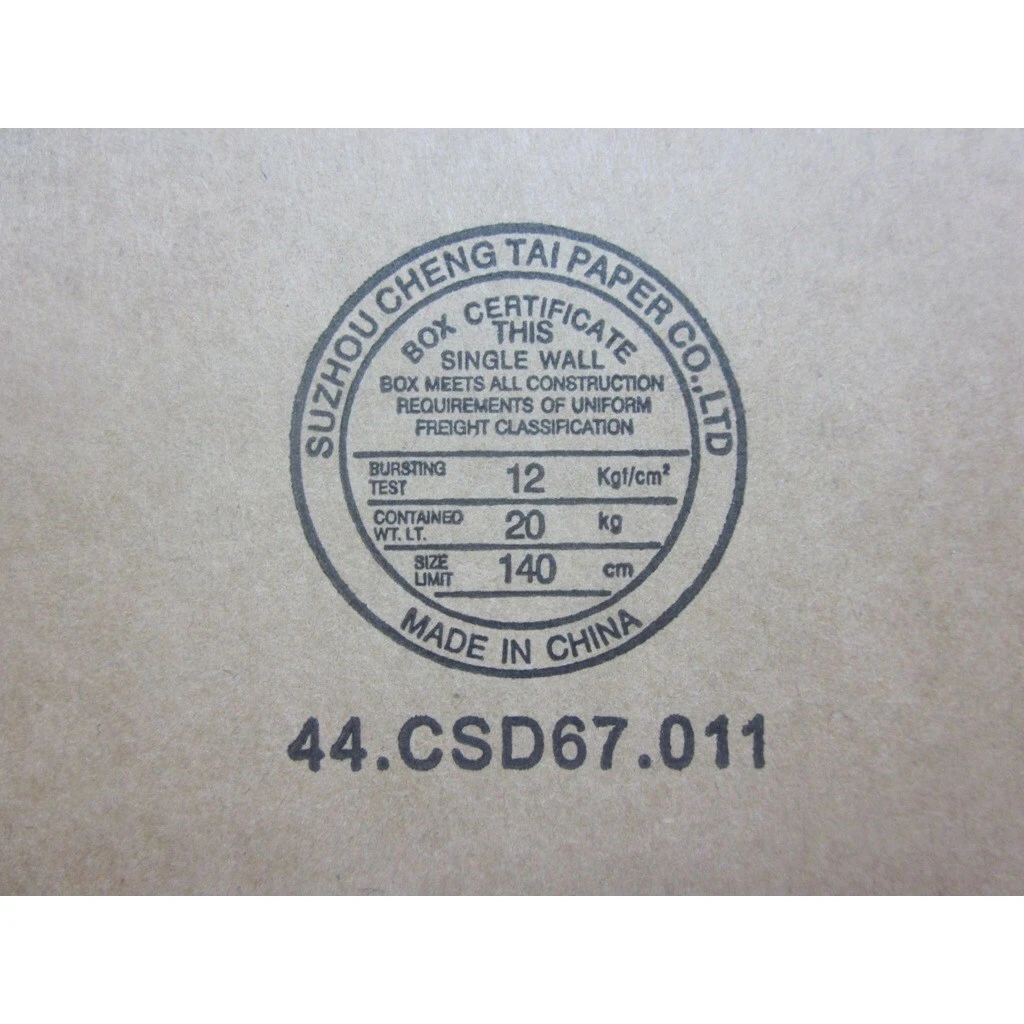 SUZHOU CHENG TAI PAPER CO.,LTD
BOX CERTIFICATE
THIS
SINGLE WALL
BOX MEETS ALL CONSTRUCTION
REQUIREMENTS OF UNIFORM
FREIGHT CLASSIFICATION
BURSTING TEST 12 Kgf/cm²
CONTAINED WT. LT. 20 kg
SIZE LIMIT 140 cm
MADE IN CHINA
44.CSD67.011